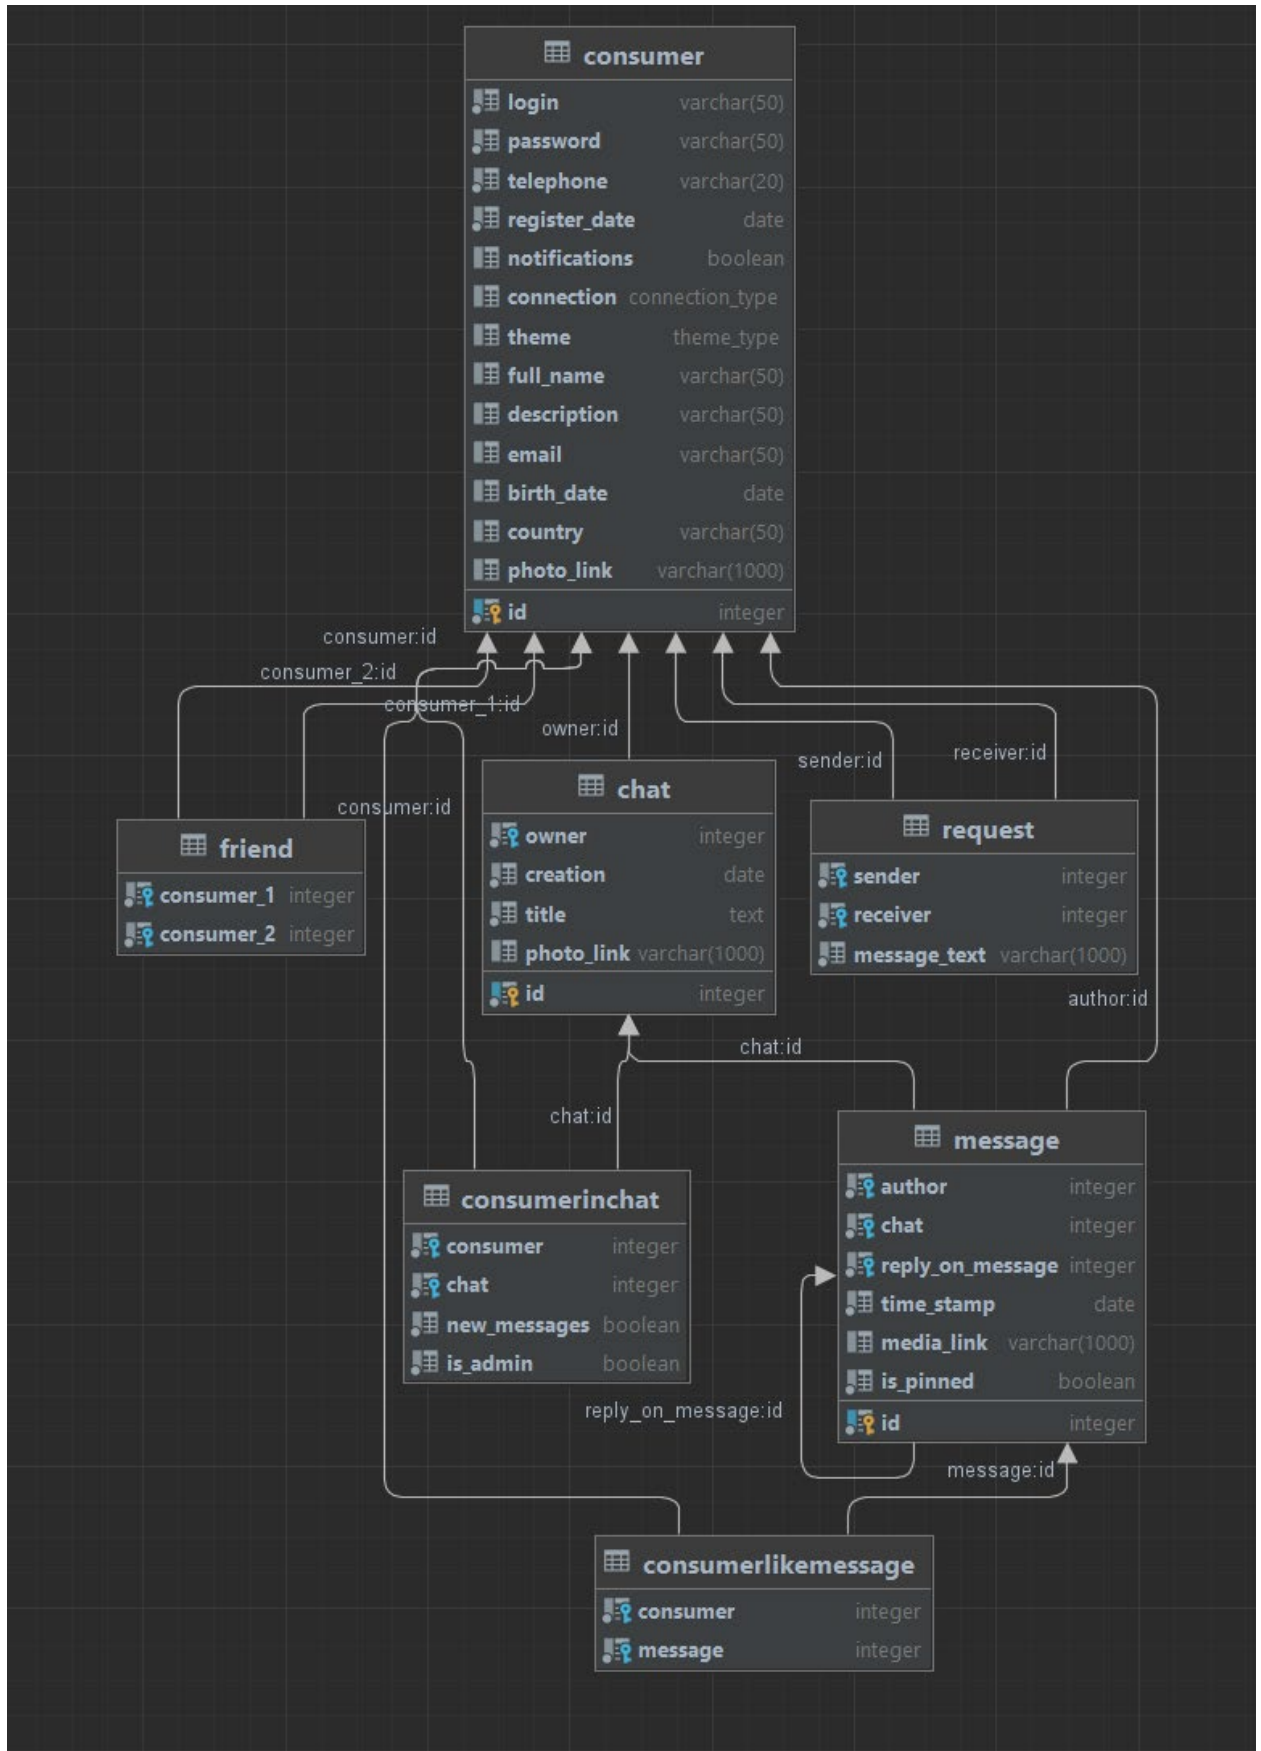 consumer
login varchar(50)
password varchar(50)
telephone varchar(20)
register_date date
notifications boolean
connection connection_type
theme theme_type
full_name varchar(50)
description varchar(50)
email varchar(50)
birth_date date
country varchar(50)
photo_link varchar(1000)
id integer
consumer:id
consumer_2:id
consumer_1:id
owner:id
sender:id
receiver:id
consumer:id
friend
consumer_1 integer
consumer_2 integer
chat
owner integer
creation date
title text
photo_link varchar(1000)
id integer
request
sender integer
receiver integer
message_text varchar(1000)
author:id
chat:id
chat:id
consumerinchat
consumer integer
chat integer
new_messages boolean
is_admin boolean
message
author integer
chat integer
reply_on_message integer
time_stamp date
media_link varchar(1000)
is_pinned boolean
id integer
reply_on_message:id
message:id
consumerlikemessage
consumer integer
message integer